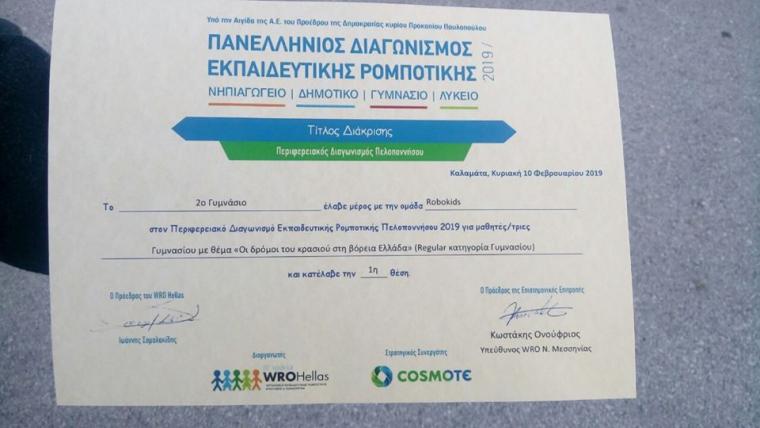 Υπό την Αιγίδα της Α.Ε. του Προέδρου της Δημοκρατίας κυρίου Προκοπίου Παυλοπούλου
ΠΑΝΕΛΛΗΝΙΟΣ ΔΙΑΓΩΝΙΣΜΟΣ
ΕΚΠΑΙΔΕΥΤΙΚΗΣ ΡΟΜΠΟΤΙΚΗΣ
2019/
ΝΗΠΙΑΓΩΓΕΙΟ | ΔΗΜΟΤΙΚΟ | ΓΥΜΝΑΣΙΟ | ΛΥΚΕΙΟ
Τίτλος Διάκρισης
Περιφερειακός Διαγωνισμός Πελοποννήσου
Καλαμάτα, Κυριακή 10 Φεβρουαρίου 2019
Το 2ο Γυμνάσιο έλαβε μέρος με την ομάδα Robokids
στον Περιφερειακό Διαγωνισμό Εκπαιδευτικής Ρομποτικής Πελοποννήσου 2019 για μαθητές/τριες
Γυμνασίου με θέμα «Οι δρόμοι του κρασιού στη βόρεια Ελλάδα» (Regular κατηγορία Γυμνασίου)
και κατέλαβε την 1η θέση.
Ο Πρόεδρος του WRO Hellas
Ιωάννης Σομαλακίδης
Ο Πρόεδρος της Επιστημονικής Επιτροπής
Κωστάκης Ονούφριος
Υπεύθυνος WRO Ν. Μεσσηνίας
Διοργανωτής
WROHellas
Στρατηγικός Συνεργάτης
COSMOTE